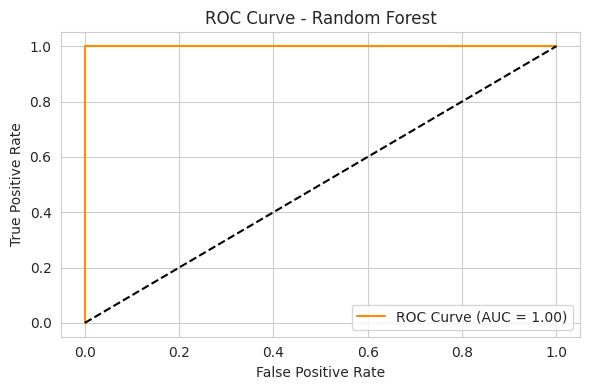 ROC Curve - Random Forest
True Positive Rate
1.0
0.8
0.6
0.4
0.2
0.0
ROC Curve (AUC = 1.00)
0.0 0.2 0.4 0.6 0.8 1.0
False Positive Rate